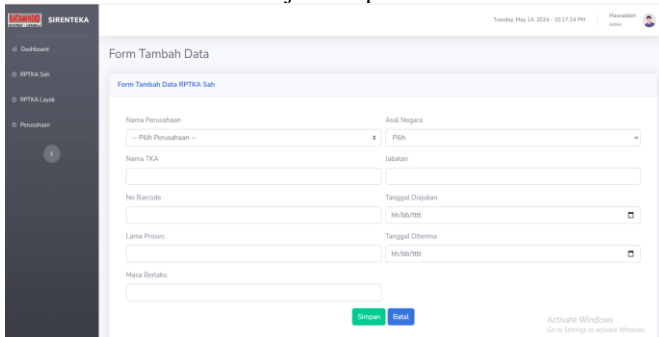 BATAWINDO SIRENTEKA
Tuesday, May 14, 2024 - 10:17:14 PM
Mawaddah
Admin
Dashboard
RPTKA Sah
RPTKA Layak
Perusahaan
Form Tambah Data
Form Tambah Data RPTKA Sah
Nama Perusahaan
Asal Negara
-- Pilih Perusahaan --
Pilih
Nama TKA
Jabatan
No Barcode
Tanggal Diajukan
hh/bb/tttt
Lama Proses
Tanggal Diterima
hh/bb/tttt
Masa Berlaku
Simpan Batal
Activate Windows
Go to Settings to activate Windows.